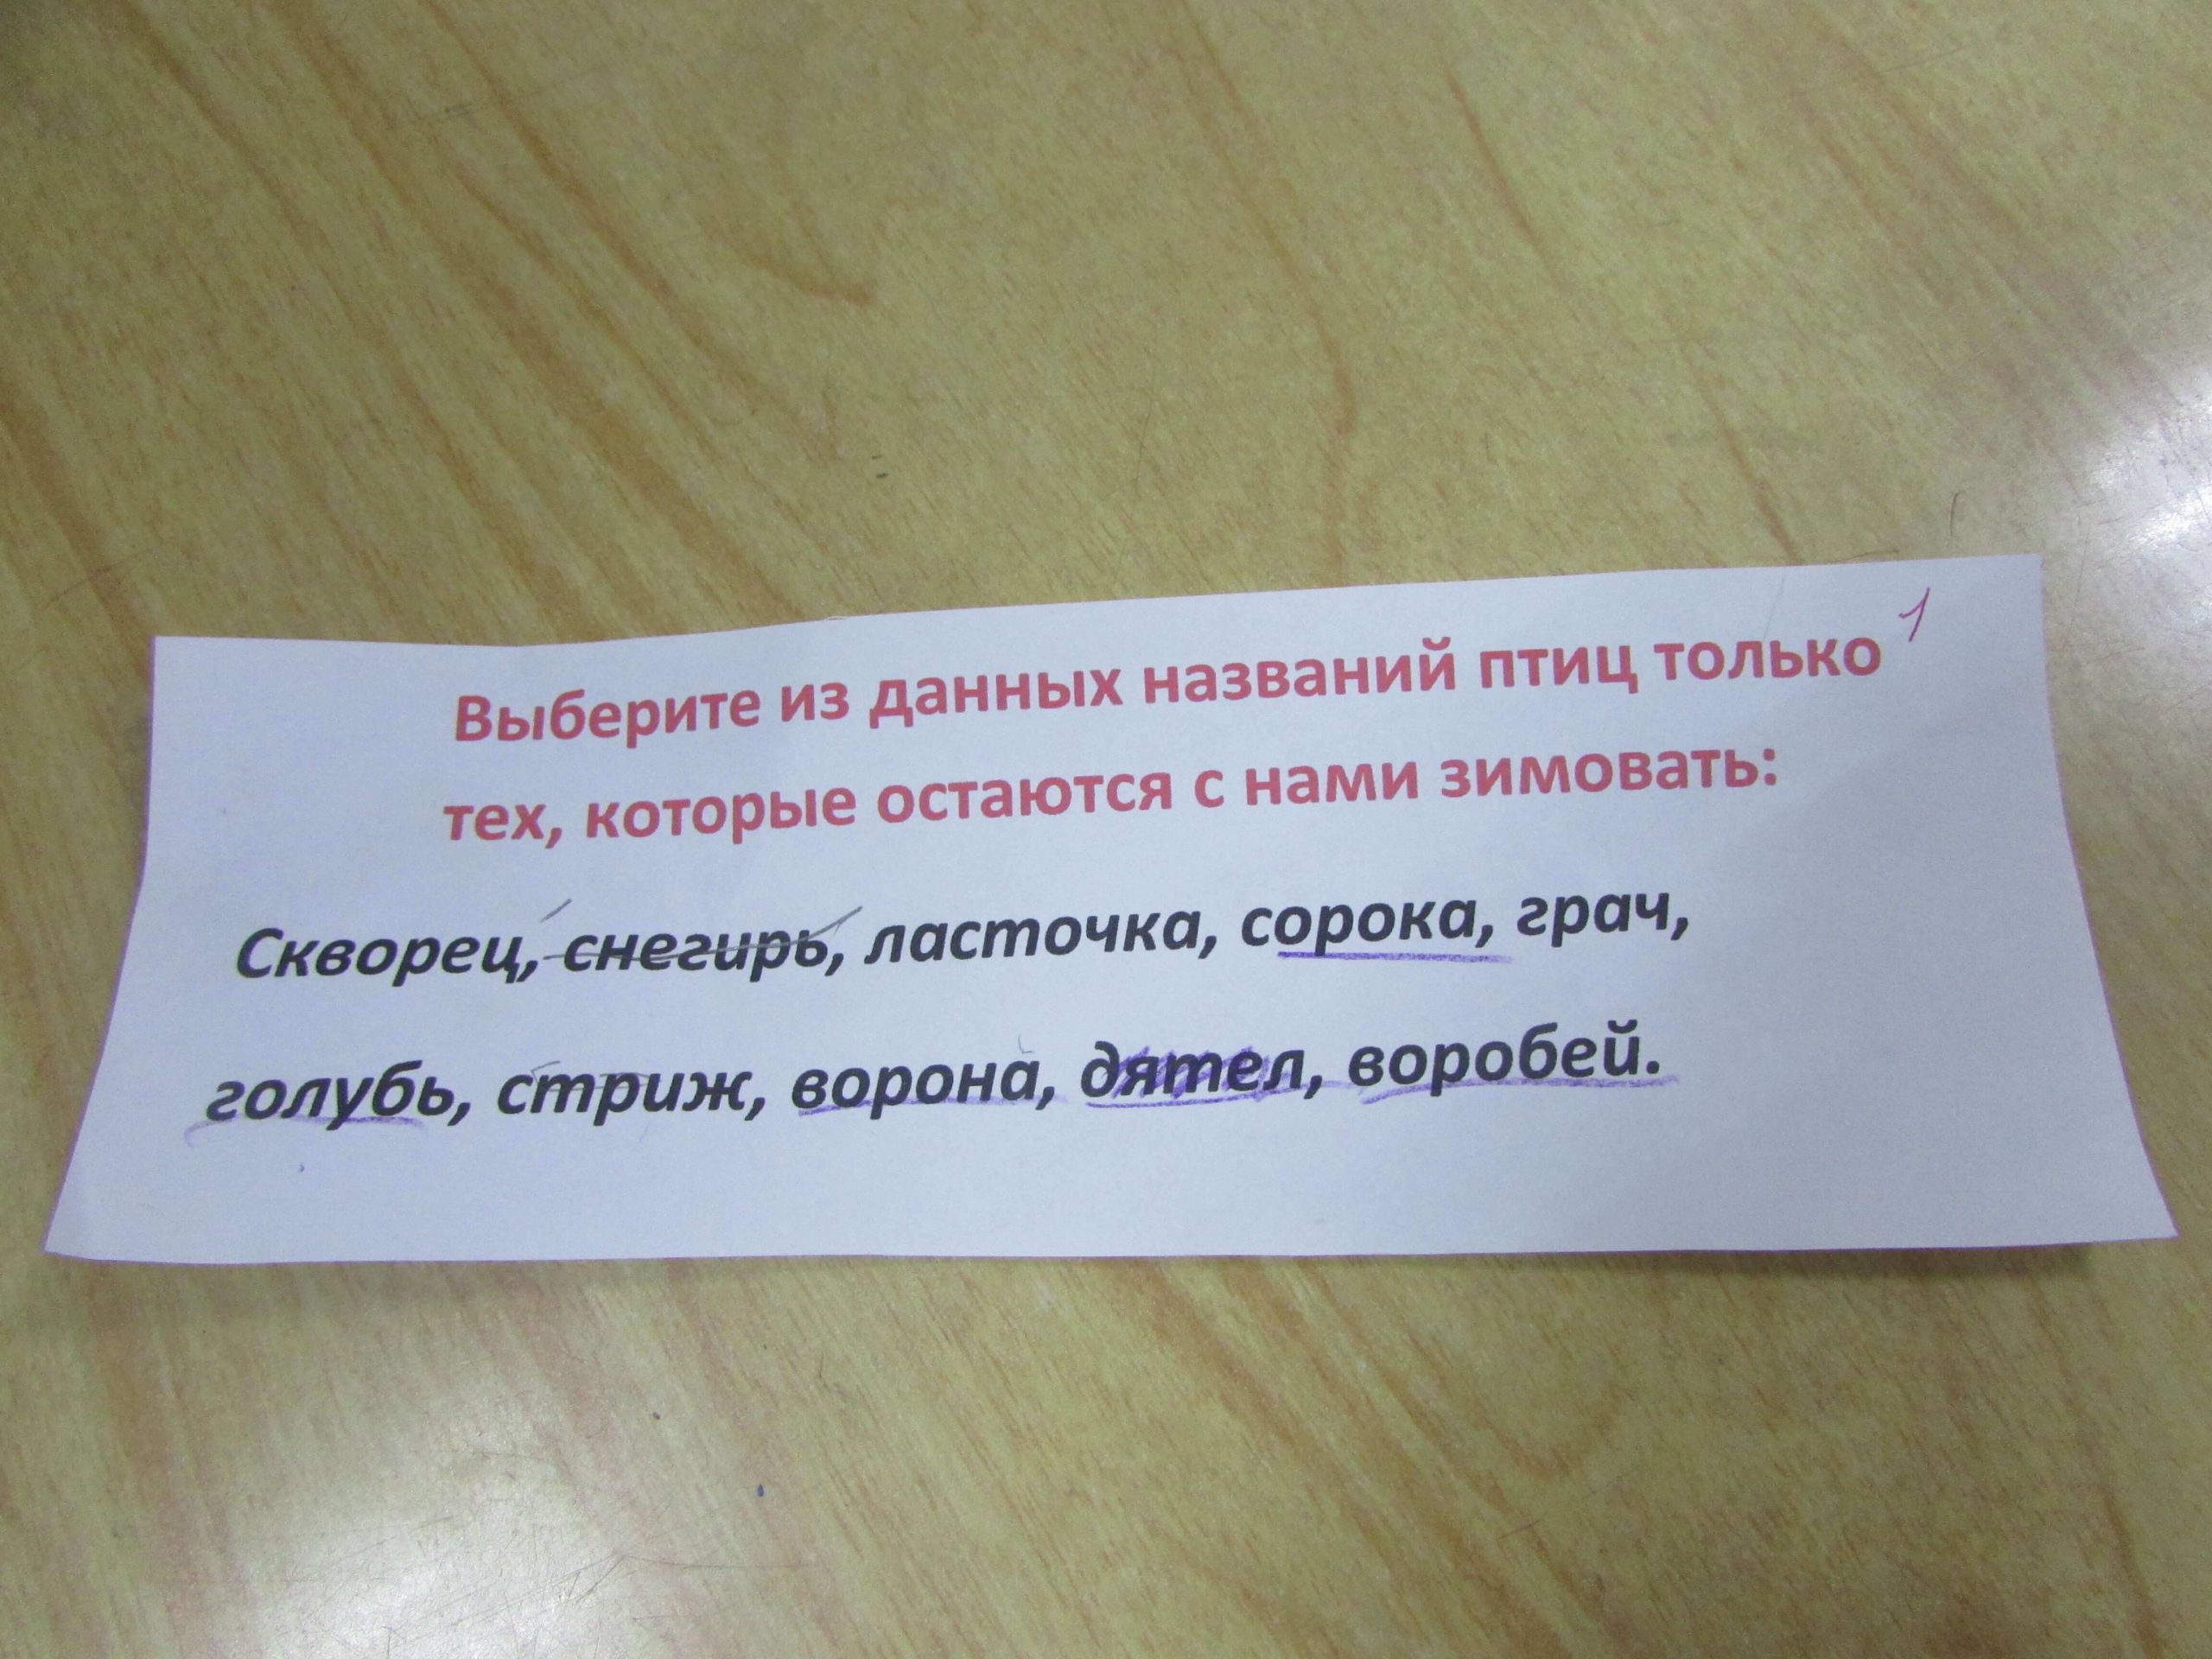 1
Выберите из данных названий птиц только
тех, которые остаются с нами зимовать:
Скворец, снегирь, ласточка, сорока, грач,
голубь, стриж, ворона, дятел, воробей.